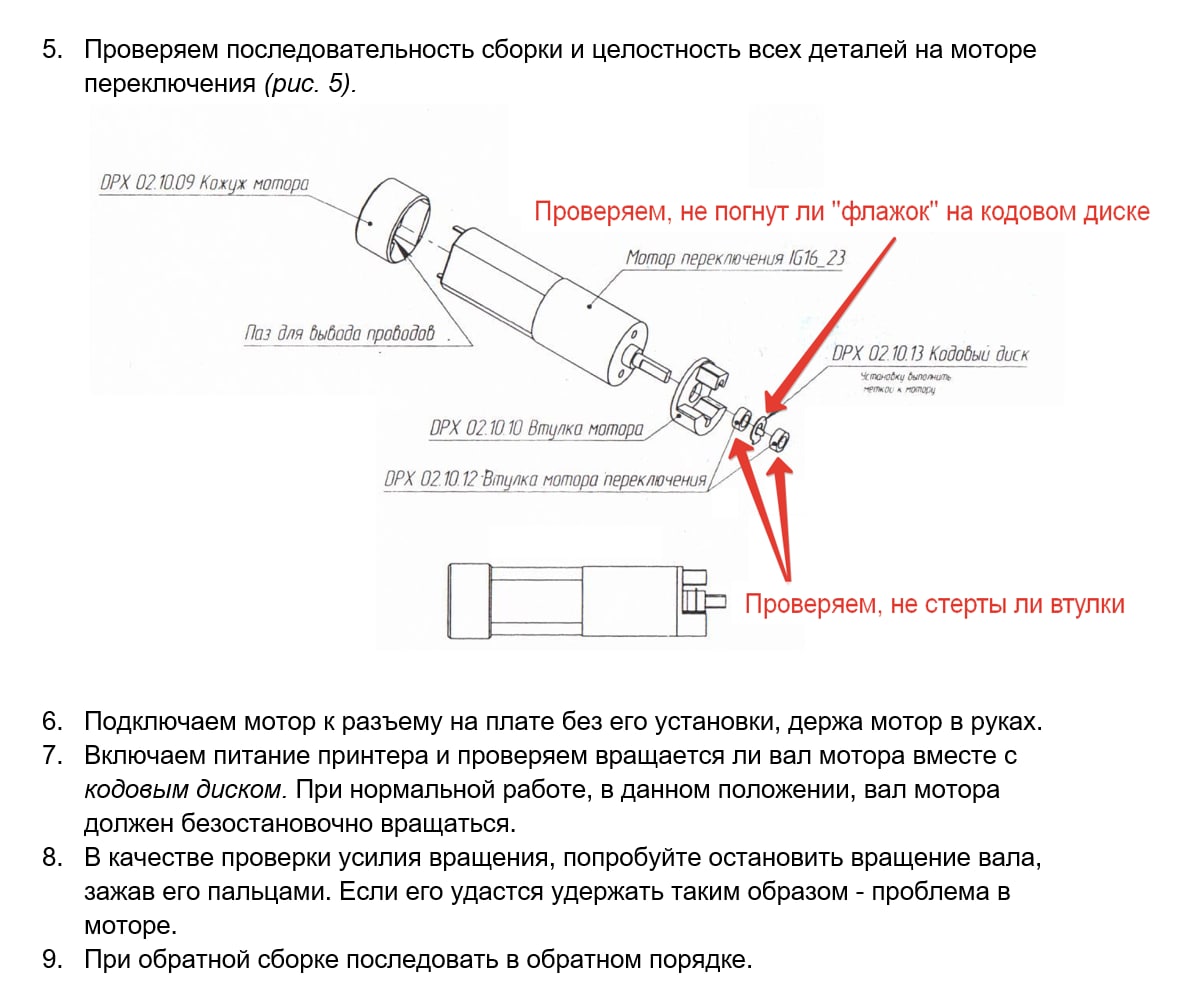 5. Проверяем последовательность сборки и целостность всех деталей на моторе
переключения (рис. 5).
DPX 02.10.09 Кожух мотора
Проверяем, не погнут ли "флажок" на кодовом диске
Мотор переключения IG16_23
Паз для вывода проводов
DPX 02.10.13 Кодовый диск
Установку выполнить
меткой к мотору
DPX 02.10.10 Втулка мотора
DPX 02.10.12 Втулка мотора переключения
Проверяем, не стерты ли втулки
6. Подключаем мотор к разъему на плате без его установки, держа мотор в руках.
7. Включаем питание принтера и проверяем вращается ли вал мотора вместе с
кодовым диском. При нормальной работе, в данном положении, вал мотора
должен безостановочно вращаться.
8. В качестве проверки усилия вращения, попробуйте остановить вращение вала,
зажав его пальцами. Если его удастся удержать таким образом - проблема в
моторе.
9. При обратной сборке последовать в обратном порядке.